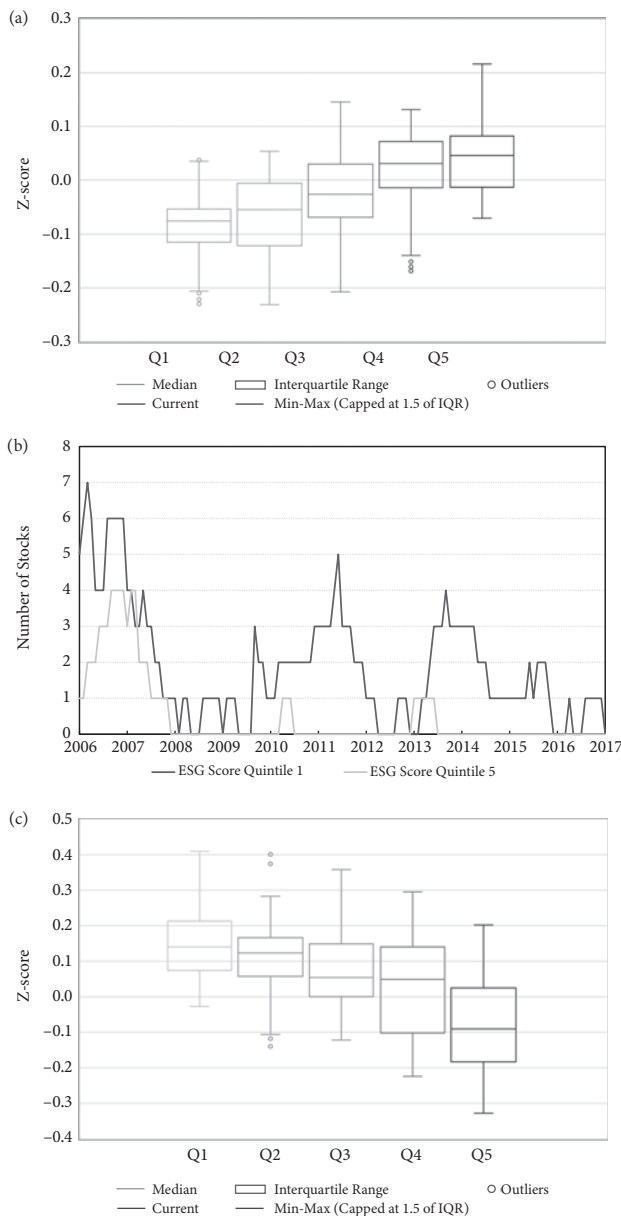 (a)
0.3
0.2
0.1
0.0
–0.1
–0.2
–0.3
Z-score
Q1 Q2 Q3 Q4 Q5
Median Interquartile Range Outliers
Current Min-Max (Capped at 1.5 of IQR)
(b)
8
7
6
5
4
3
2
1
0
Number of Stocks
2006 2007 2008 2009 2010 2011 2012 2013 2014 2015 2016 2017
ESG Score Quintile 1 ESG Score Quintile 5
(c)
0.5
0.4
0.3
0.2
0.1
0.0
–0.1
–0.2
–0.3
–0.4
Z-score
Q1 Q2 Q3 Q4 Q5
Median Interquartile Range Outliers
Current Min-Max (Capped at 1.5 of IQR)